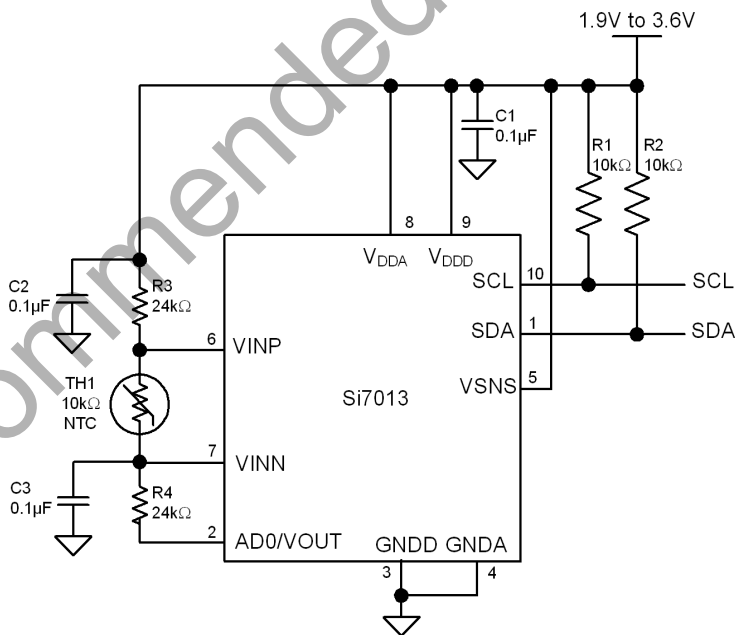 1.9V to 3.6V
C1
0.1µF
R1
10kΩ
R2
10kΩ
8
9
VDDA
VDDD
C2
0.1µF
R3
24kΩ
SCL
10
SCL
6
VINP
SDA
1
SDA
TH1
10kΩ
NTC
Si7013
VSNS
5
7
VINN
C3
0.1µF
R4
24kΩ
2
AD0/VOUT
GNDD
GNDA
3
4
ommended